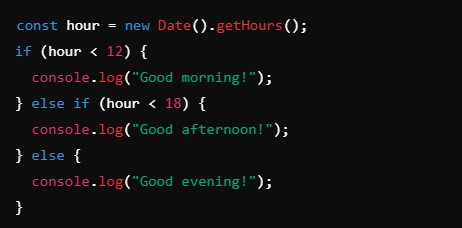 const hour = new Date().getHours();
if (hour < 12) {
  console.log("Good morning!");
} else if (hour < 18) {
  console.log("Good afternoon!");
} else {
  console.log("Good evening!");
}